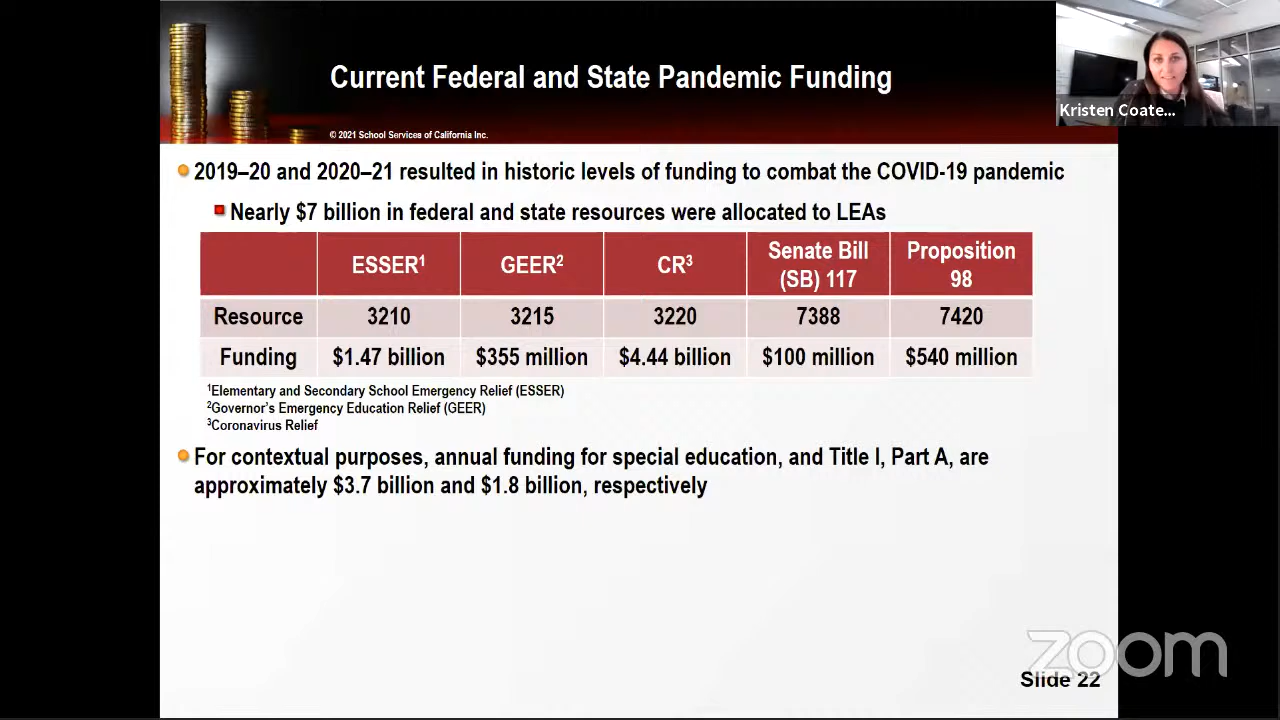 Current Federal and State Pandemic Funding
© 2021 School Services of California Inc.
Kristen Coate...
2019–20 and 2020–21 resulted in historic levels of funding to combat the COVID-19 pandemic
Nearly $7 billion in federal and state resources were allocated to LEAs
ESSER¹ GEER² CR³ Senate Bill (SB) 117 Proposition 98
Resource 3210 3215 3220 7388 7420
Funding $1.47 billion $355 million $4.44 billion $100 million $540 million
¹Elementary and Secondary School Emergency Relief (ESSER)
²Governor's Emergency Education Relief (GEER)
³Coronavirus Relief
For contextual purposes, annual funding for special education, and Title I, Part A, are
approximately $3.7 billion and $1.8 billion, respectively
zoom
Slide 22